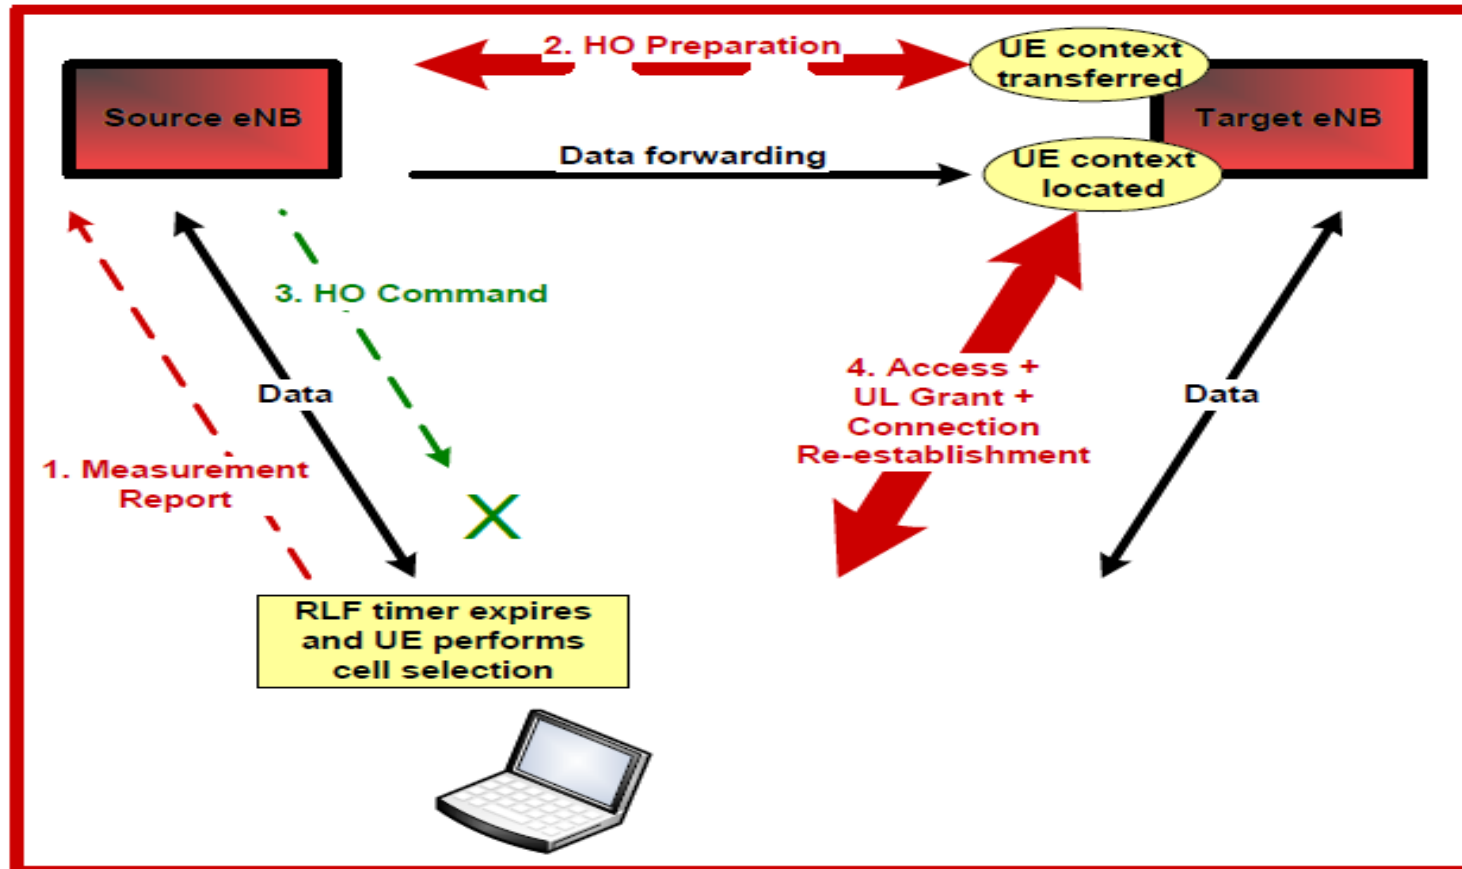 2. HO Preparation
UE context
transferred
Source eNB
Target eNB
Data forwarding
UE context
located
3. HO Command
Data
1. Measurement
Report
4. Access +
UL Grant +
Connection
Re-establishment
Data
X
RLF timer expires
and UE performs
cell selection